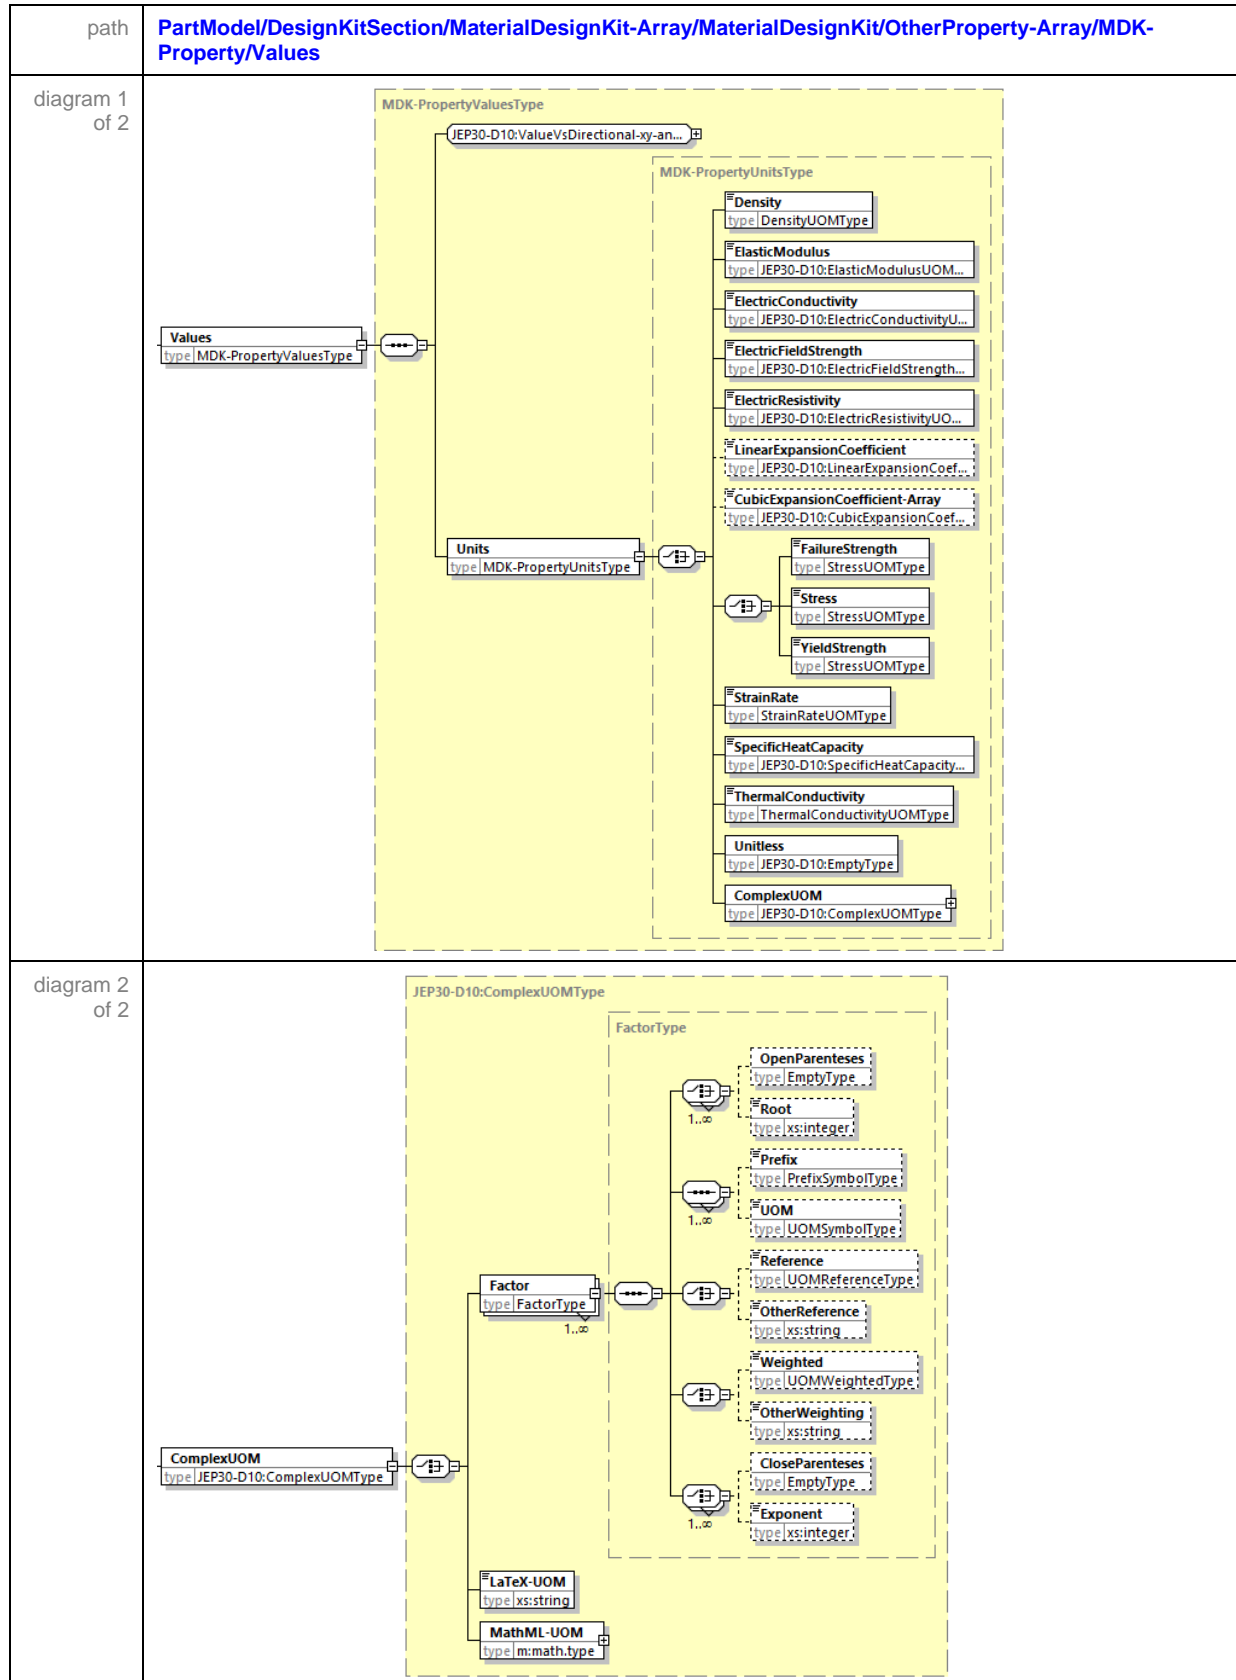 path
PartModel/DesignKitSection/MaterialDesignKit-Array/MaterialDesignKit/OtherProperty-Array/MDK-
Property/Values
diagram 1
of 2
MDK-PropertyValuesType
JEP30-D10:ValueVsDirectional-xy-an...
MDK-PropertyUnitsType
Density
type DensityUOMType
ElasticModulus
type JEP30-D10:ElasticModulusUOM...
ElectricConductivity
type JEP30-D10:ElectricConductivityU...
Values
type MDK-PropertyValuesType
ElectricFieldStrength
type JEP30-D10:ElectricFieldStrength...
ElectricResistivity
type JEP30-D10:ElectricResistivityUO...
LinearExpansionCoefficient
type JEP30-D10:LinearExpansionCoef...
CubicExpansionCoefficient-Array
type JEP30-D10:CubicExpansionCoef...
Units
type MDK-PropertyUnitsType
FailureStrength
type StressUOMType
Stress
type StressUOMType
YieldStrength
type StressUOMType
StrainRate
type StrainRateUOMType
SpecificHeatCapacity
type JEP30-D10:SpecificHeatCapacity...
ThermalConductivity
type ThermalConductivityUOMType
Unitless
type JEP30-D10:EmptyType
ComplexUOM
type JEP30-D10:ComplexUOMType
diagram 2
of 2
JEP30-D10:ComplexUOMType
FactorType
OpenParenteses
type EmptyType
Root
type xs:integer
1..∞
Prefix
type PrefixSymbolType
UOM
type UOMSymbolType
1..∞
Reference
type UOMReferenceType
Factor
type FactorType
1..∞
OtherReference
type xs:string
Weighted
type UOMWeightedType
OtherWeighting
type xs:string
ComplexUOM
type JEP30-D10:ComplexUOMType
CloseParenteses
type EmptyType
Exponent
type xs:integer
1..∞
LaTeX-UOM
type xs:string
MathML-UOM
type m:math.type